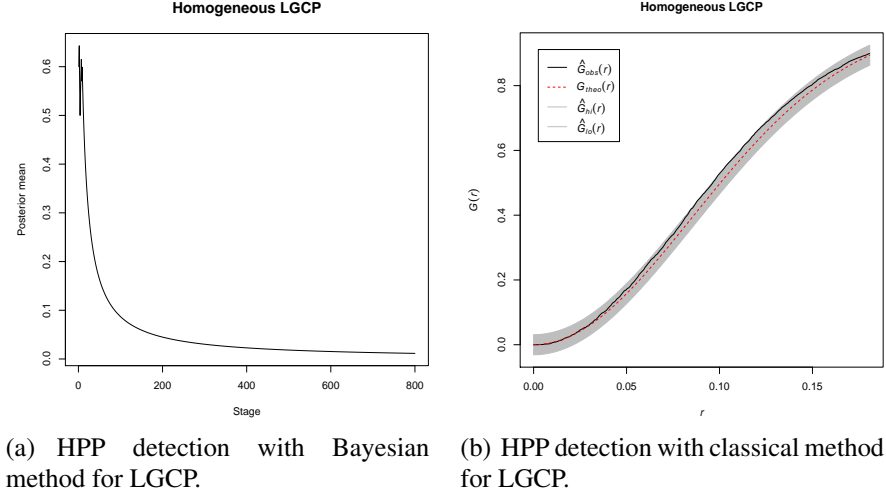 Homogeneous LGCP
Posterior mean
0.0 0.1 0.2 0.3 0.4 0.5 0.6
0 200 400 600 800
Stage
Homogeneous LGCP
Ĝobs(r)
Gtheo(r)
Ĝhi(r)
Ĝlo(r)
G(r)
0.0 0.2 0.4 0.6 0.8
0.00 0.05 0.10 0.15
r
(a) HPP detection with Bayesian
method for LGCP.
(b) HPP detection with classical method
for LGCP.